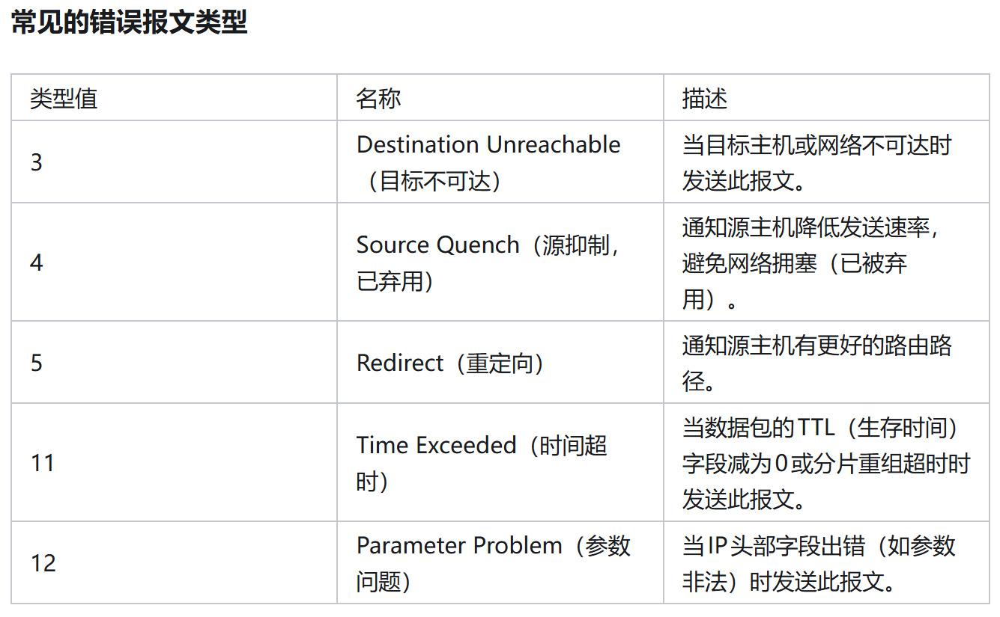 常见的错误报文类型
类型值
名称
描述
3
Destination Unreachable
（目标不可达）
当目标主机或网络不可达时
发送此报文。
4
Source Quench（源抑制，
已弃用）
通知源主机降低发送速率，
避免网络拥塞（已被弃
用）。
5
Redirect（重定向）
通知源主机有更好的路由路
径。
11
Time Exceeded（时间超
时）
当数据包的TTL（生存时间）
字段减为0或分片重组超时时
发送此报文。
12
Parameter Problem（参数
问题）
当IP头部字段出错（如参数
非法）时发送此报文。